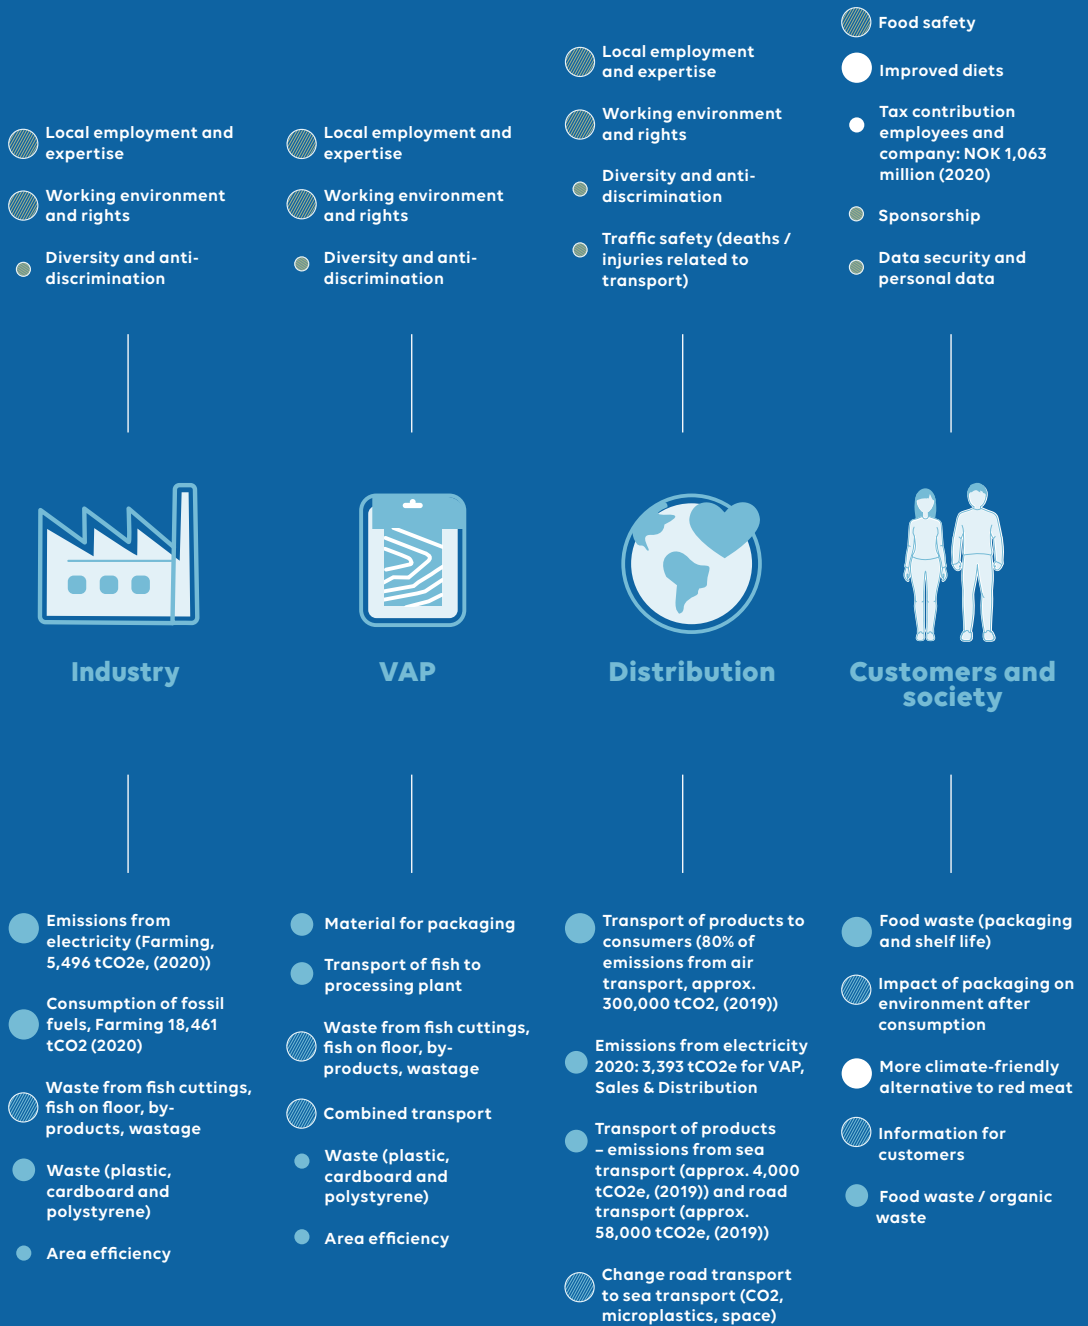 Local employment and
expertise
Working environment
and rights
Diversity and anti-
discrimination
Local employment and
expertise
Working environment
and rights
Diversity and anti-
discrimination
Local employment
and expertise
Working environment
and rights
Diversity and anti-
discrimination
Traffic safety (deaths /
injuries related to
transport)
Food safety
Improved diets
Tax contribution
employees and
company: NOK 1,063
million (2020)
Sponsorship
Data security and
personal data
Industry
VAP
Distribution
Customers and
society
Emissions from
electricity (Farming,
5,496 tCO2e, (2020))
Consumption of fossil
fuels, Farming 18,461
tCO2 (2020)
Waste from fish cuttings,
fish on floor, by-
products, wastage
Waste (plastic,
cardboard and
polystyrene)
Area efficiency
Material for packaging
Transport of fish to
processing plant
Waste from fish cuttings,
fish on floor, by-
products, wastage
Combined transport
Waste (plastic,
cardboard and
polystyrene)
Area efficiency
Transport of products to
consumers (80% of
emissions from air
transport, approx.
300,000 tCO2, (2019))
Emissions from electricity
2020: 3,393 tCO2e for VAP,
Sales & Distribution
Transport of products
– emissions from sea
transport (approx. 4,000
tCO2e, (2019)) and road
transport (approx.
58,000 tCO2e, (2019))
Change road transport
to sea transport (CO2,
microplastics, space)
Food waste (packaging
and shelf life)
Impact of packaging on
environment after
consumption
More climate-friendly
alternative to red meat
Information for
customers
Food waste / organic
waste